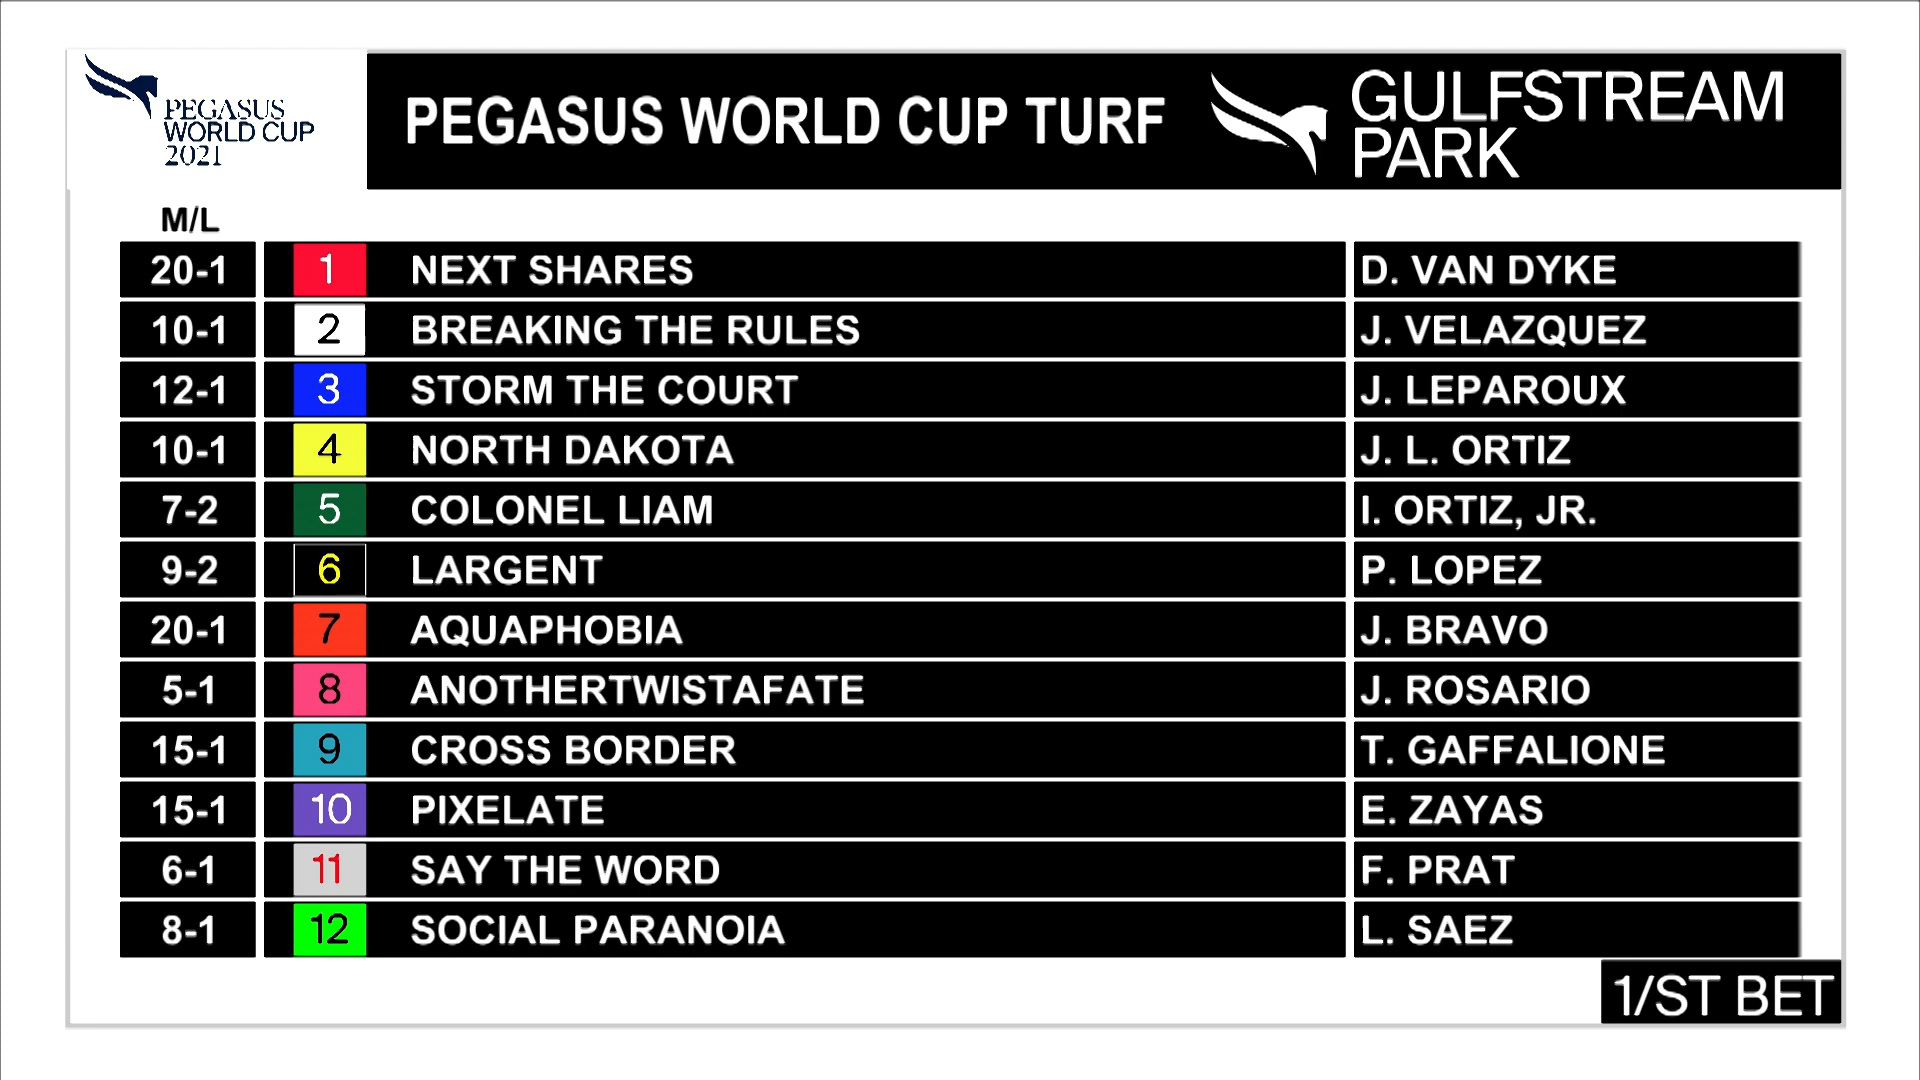 PEGASUS
WORLD CUP
2021
PEGASUS WORLD CUP TURF
GULFSTREAM
PARK
M/L
20-1 1 NEXT SHARES D. VAN DYKE
10-1 2 BREAKING THE RULES J. VELAZQUEZ
12-1 3 STORM THE COURT J. LEPAROUX
10-1 4 NORTH DAKOTA J. L. ORTIZ
7-2 5 COLONEL LIAM I. ORTIZ, JR.
9-2 6 LARGENT P. LOPEZ
20-1 7 AQUAPHOBIA J. BRAVO
5-1 8 ANOTHERTWISTAFATE J. ROSARIO
15-1 9 CROSS BORDER T. GAFFALIONE
15-1 10 PIXELATE E. ZAYAS
6-1 11 SAY THE WORD F. PRAT
8-1 12 SOCIAL PARANOIA L. SAEZ
1/ST BET